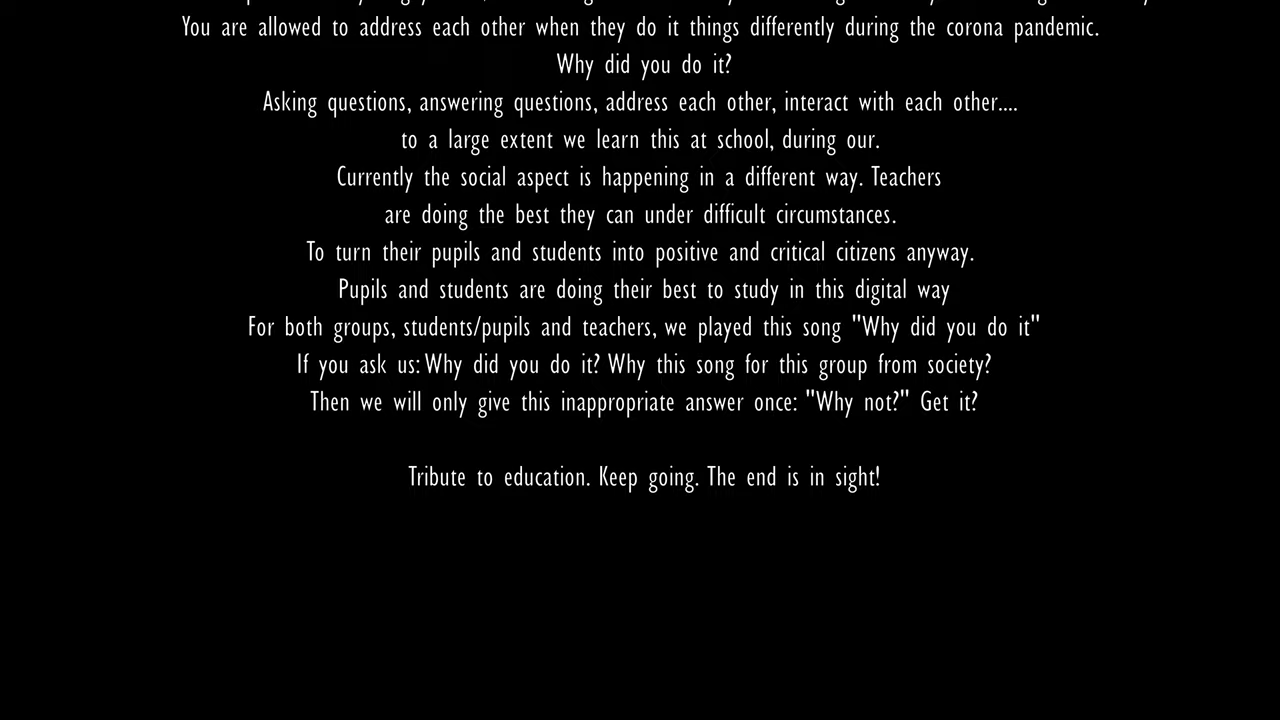 You are allowed to address each other when they do it things differently during the corona pandemic.
Why did you do it?
Asking questions, answering questions, address each other, interact with each other....
to a large extent we learn this at school, during our.
Currently the social aspect is happening in a different way. Teachers
are doing the best they can under difficult circumstances.
To turn their pupils and students into positive and critical citizens anyway.
Pupils and students are doing their best to study in this digital way
For both groups, students/pupils and teachers, we played this song "Why did you do it"
If you ask us: Why did you do it? Why this song for this group from society?
Then we will only give this inappropriate answer once: "Why not?" Get it?
Tribute to education. Keep going. The end is in sight!